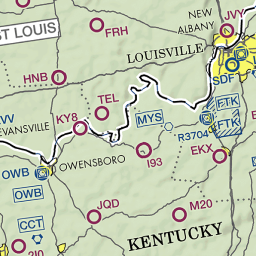 NEW
ALBANY
JVY
ST LOUIS
FRH
LOUISVILLE
HNB
SDF
TEL
FTK
KY8
MYS
EVANSVILLE
R3704
FTK
I93
EKX
OWENSBORO
OWB
OWB
JQD
M20
CCT
KENTUCKY
2I0